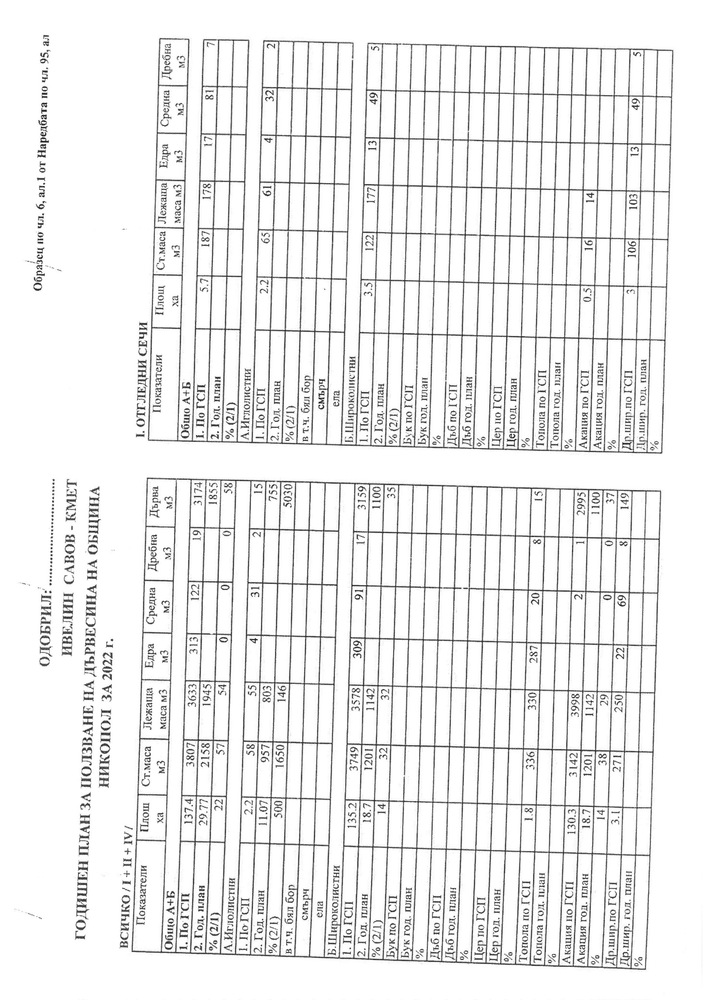 ОДОБРИЛ: ..............................
ИВЕЛИН САВОВ - КМЕТ
ГОДИШЕН ПЛАН ЗА ПОЛЗВАНЕ НА ДЪРВЕСИНА НА ОБЩИНА
НИКОПОЛ ЗА 2022 г.
ВСИЧКО / I + II + IV /
Показатели Площ ха Ст.маса м3 Лежаща маса м3 Едра м3 Средна м3 Дребна м3 Дърва м3
Общо А+Б
1. По ГСП 137.4 3807 3633 313 122 19 3174
2. Год. план 29.77 2158 1945 1855
% (2/1) 22 57 54 0 0 0 58
А.Иглолистни
1. По ГСП 2.2 58 55 4 31 2 15
2. Год. план 11.07 957 803 755
% (2/1) 500 1650 146 5030
в т.ч. бял бор
смърч
ела
Б.Широколистни
1. По ГСП 135.2 3749 3578 309 91 17 3159
2. Год. план 18.7 1201 1142 1100
% (2/1) 14 32 32 35
Бук по ГСП
Бук год. план
%
Дъб по ГСП
Дъб год. план
%
Цер по ГСП
Цер год. план
%
Топола по ГСП 1.8 336 330 287 20 8 15
Топола год. план
%
Акация по ГСП 130.3 3142 3998 2 1 2995
Акация год. план 18.7 1201 1142 1100
% 14 38 29 0 0 37
Др.шир.по ГСП 3.1 271 250 22 69 8 149
Др.шир. год. план
%
Образец по чл. 6, ал.1 от Наредбата по чл. 95, ал
I. ОТГЛЕДНИ СЕЧИ
Показатели Площ ха Ст.маса м3 Лежаща маса м3 Едра м3 Средна м3 Дребна м3
Общо А+Б
1. По ГСП 5.7 187 178 17 81 7
2. Год. план
% (2/1)
А.Иглолистни
1. По ГСП 2.2 65 61 4 32 2
2. Год. план
% (2/1)
в т.ч. бял бор
смърч
ела
Б.Широколистни
1. По ГСП 3.5 122 177 13 49 5
2. Год. план
% (2/1)
Бук по ГСП
Бук год. план
%
Дъб по ГСП
Дъб год. план
%
Цер по ГСП
Цер год. план
%
Топола по ГСП
Топола год. план
%
Акация по ГСП 0.5 16 14
Акация год. план
%
Др.шир.по ГСП 3 106 103 13 49 5
Др.шир. год. план
%